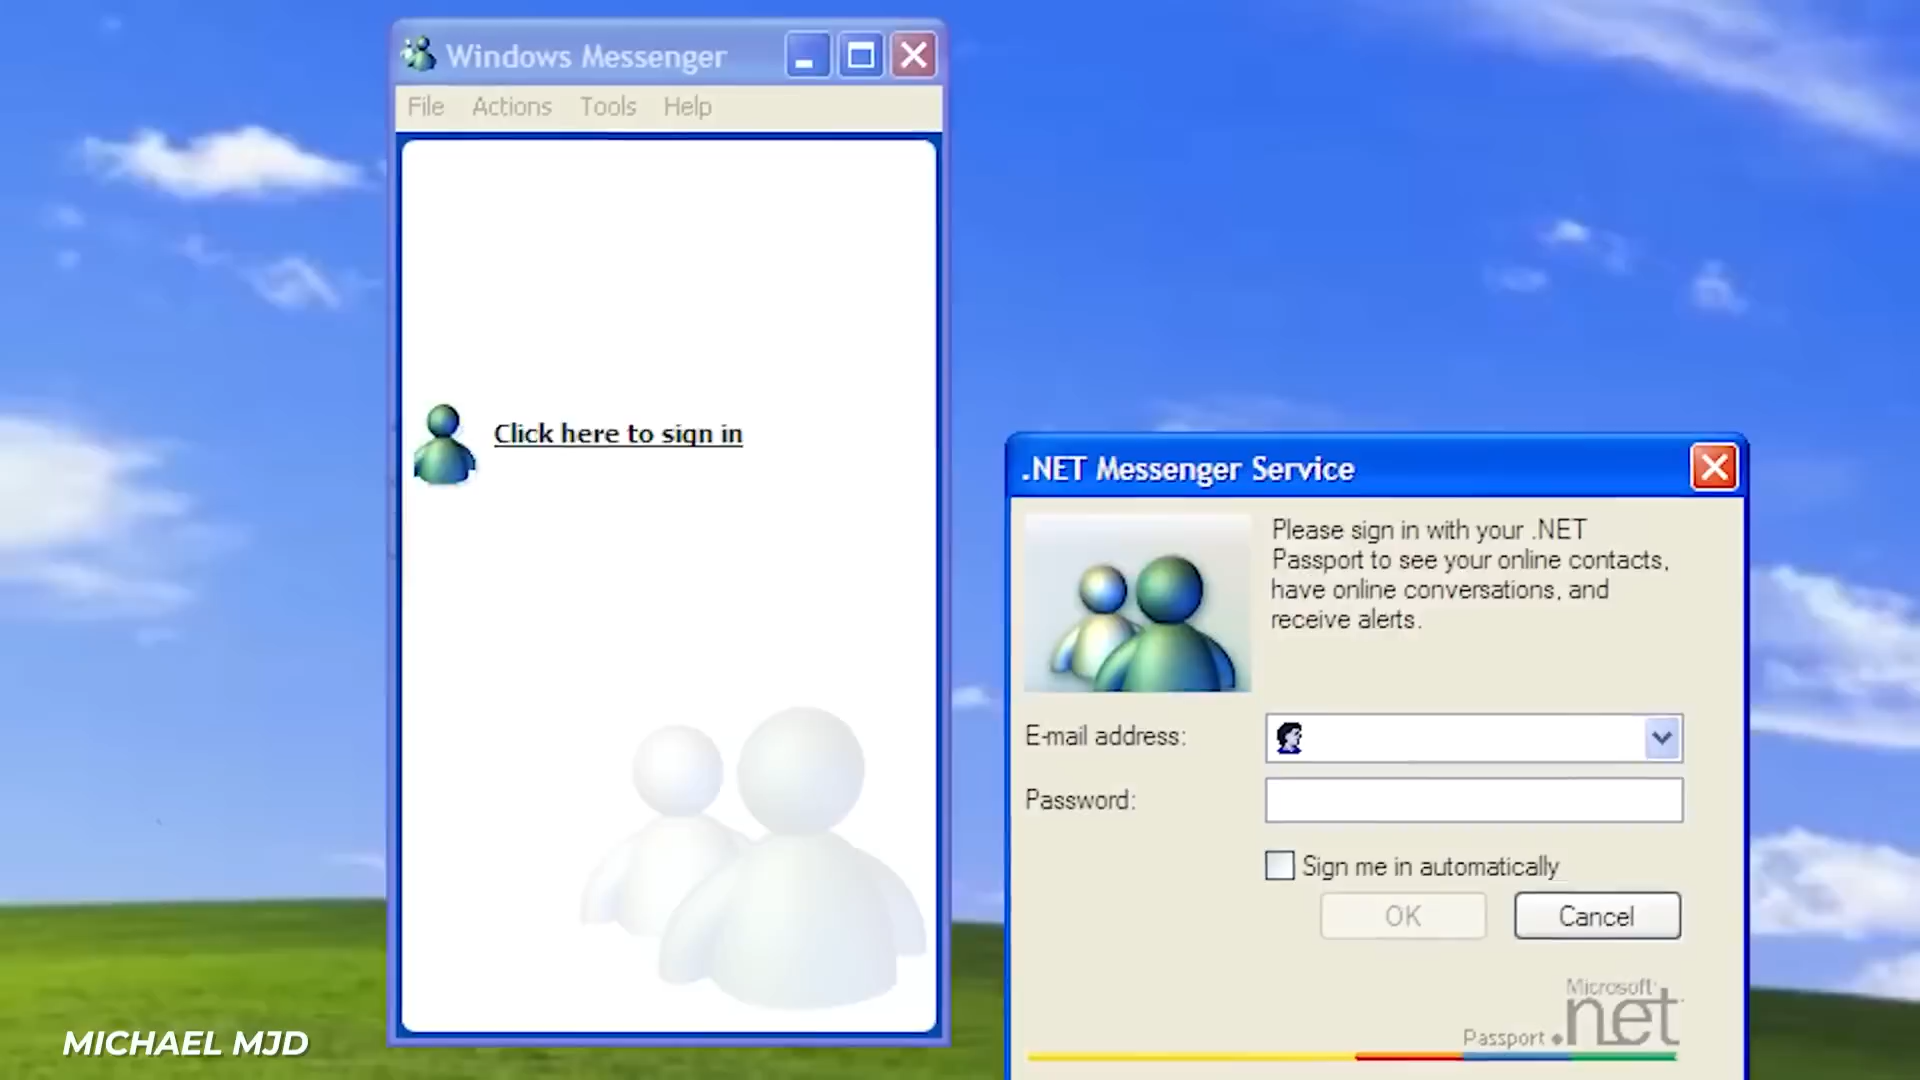 Windows Messenger
File Actions Tools Help
Click here to sign in
.NET Messenger Service
Please sign in with your .NET
Passport to see your online contacts,
have online conversations, and
receive alerts.
E-mail address:
Password:
Sign me in automatically
OK Cancel
Microsoft
Passport .net
MICHAEL MJD